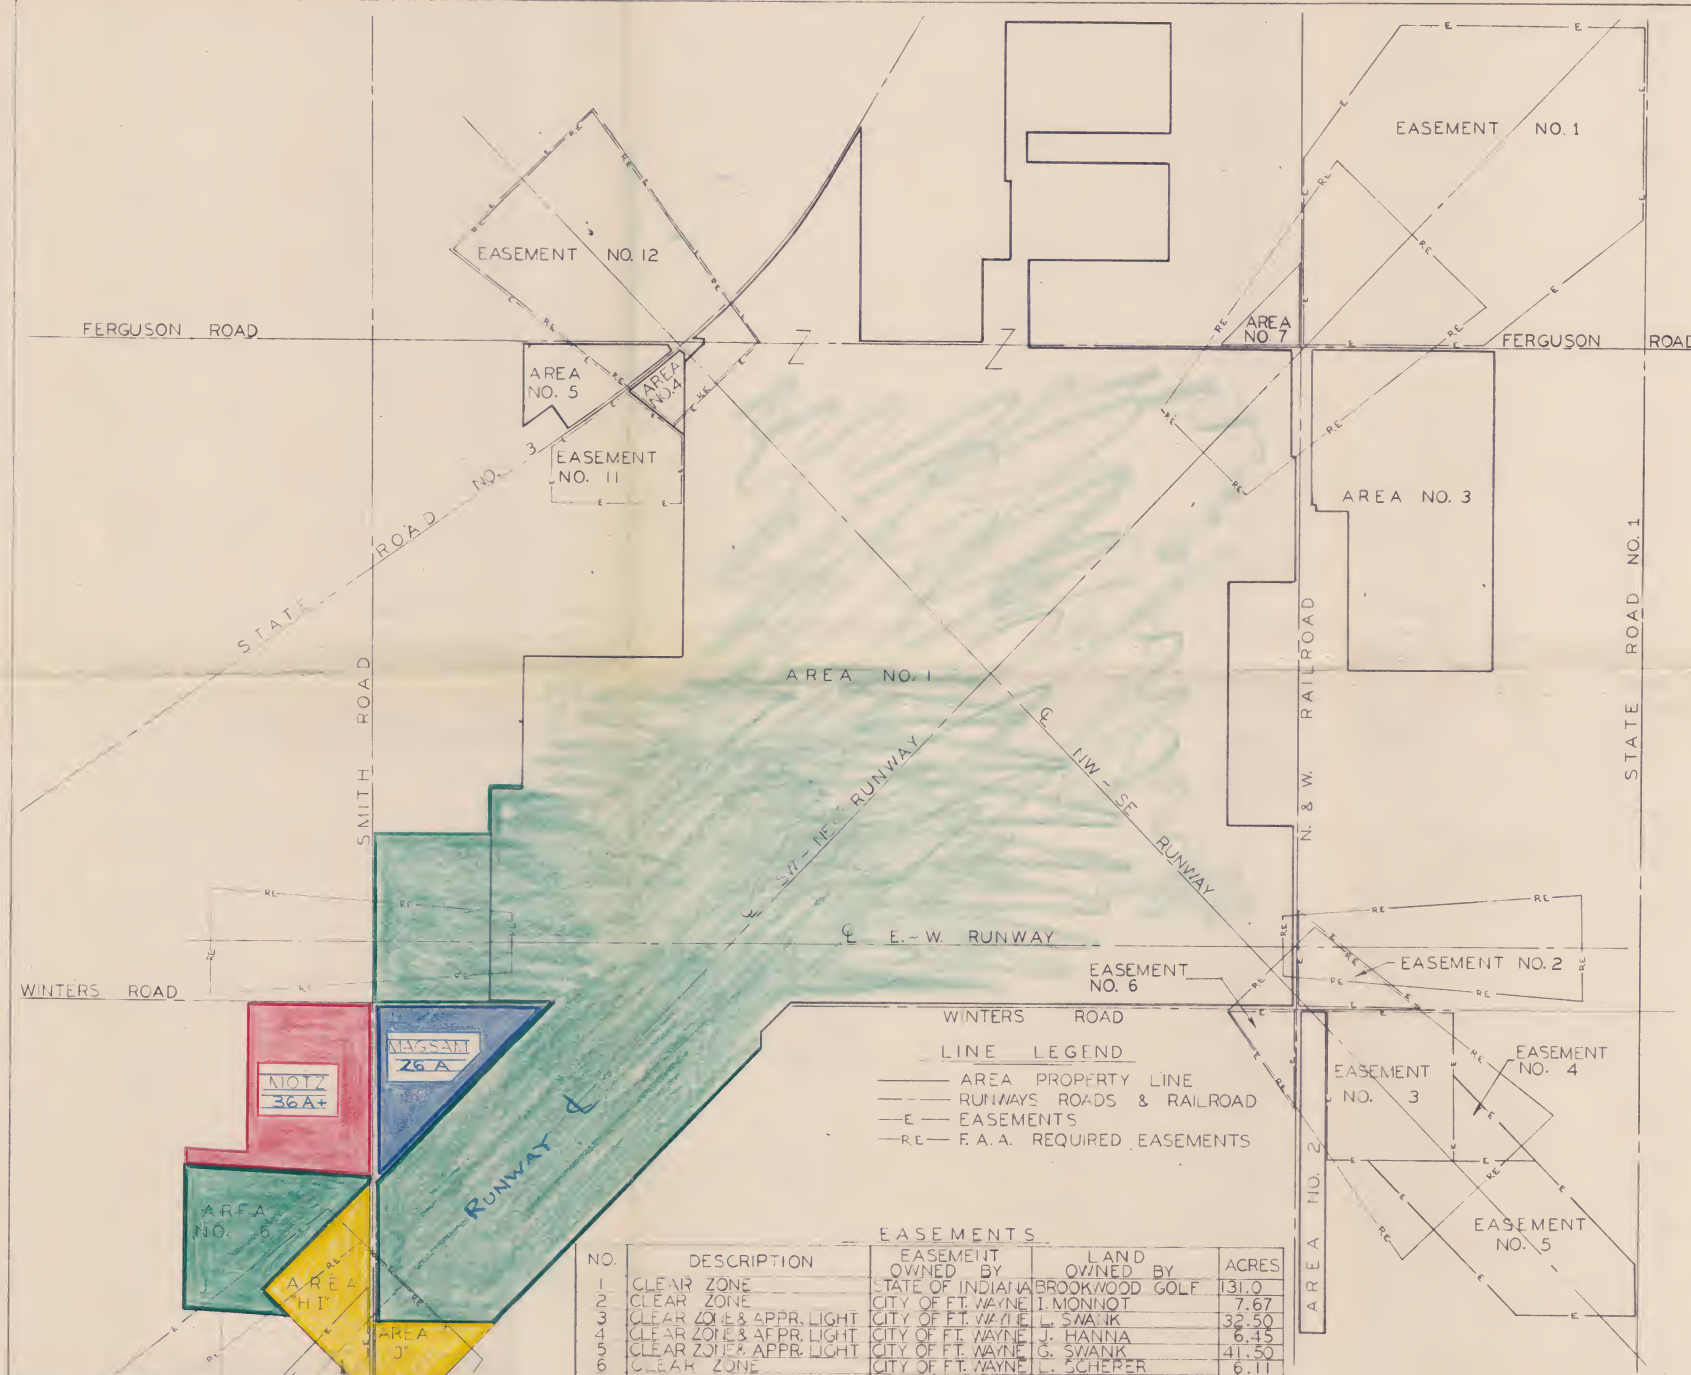 EASEMENT NO. 1
EASEMENT NO. 12
FERGUSON ROAD
AREA
NO 7
FERGUSON ROAD
AREA
NO. 5
AREA
NO. 4
EASEMENT
NO. 11
STATE ROAD NO. 3
AREA NO. 3
STATE ROAD NO. 1
N. & W. RAILROAD
SMITH ROAD
AREA NO. 1
℄ SW - NE RUNWAY
℄ NW - SE RUNWAY
℄ E.-W. RUNWAY
EASEMENT
NO. 6
EASEMENT NO. 2
WINTERS ROAD
WINTERS ROAD
MAGSAM
26 A
MOTZ
36 A+
LINE LEGEND
AREA PROPERTY LINE
RUNWAYS ROADS & RAILROAD
—E— EASEMENTS
—RE— F.A.A. REQUIRED EASEMENTS
EASEMENT
NO. 3
EASEMENT
NO. 4
EASEMENT
NO. 5
AREA NO. 2
RUNWAY ℄
AREA
NO. 6
AREA
"H I"
AREA
"J"
EASEMENTS
NO. DESCRIPTION EASEMENT OWNED BY LAND OWNED BY ACRES
1 CLEAR ZONE STATE OF INDIANA BROOKWOOD GOLF 131.0
2 CLEAR ZONE CITY OF FT. WAYNE I. MONNOT 7.67
3 CLEAR ZONE & APPR. LIGHT CITY OF FT. WAYNE L. SWANK 32.50
4 CLEAR ZONE & APPR. LIGHT CITY OF FT. WAYNE J. HANNA 6.45
5 CLEAR ZONE & APPR. LIGHT CITY OF FT. WAYNE G. SWANK 41.50
6 CLEAR ZONE CITY OF FT. WAYNE L. SCHERER 6.11